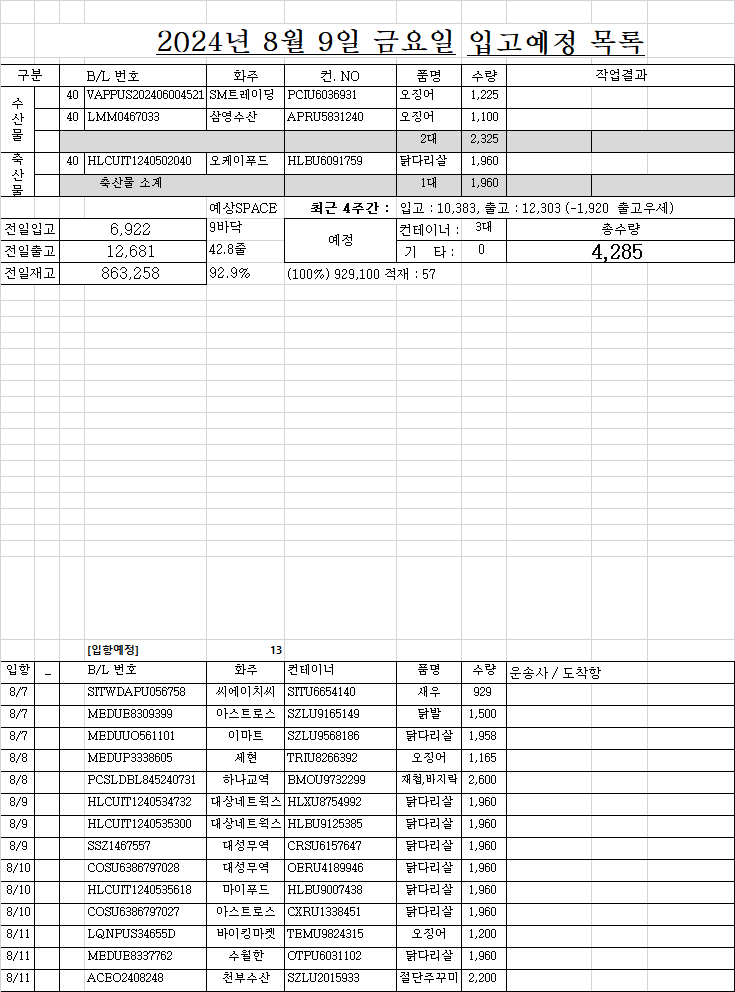 2024년 8월 9일 금요일 입고예정 목록
구분 B/L 번호 화주 컨. NO 품명 수량 작업결과
수산물 40 VAPPUS202406004521 SM트레이딩 PCIU6036931 오징어 1,225
40 LMM0467033 삼영수산 APRU5831240 오징어 1,100
2대 2,325
축산물 40 HLCUIT1240502040 오케이푸드 HLBU6091759 닭다리살 1,960
축산물 소계 1대 1,960
예상SPACE 최근 4주간 : 입고 : 10,383, 출고 : 12,303 (-1,920 출고우세)
전일입고 6,922 9바닥 예정 컨테이너 : 3대 총수량
전일출고 12,681 42.8줄 기 타 : 0 4,285
전일재고 863,258 92.9% (100%) 929,100 적재 : 57
[입항예정] 13
입항 _ B/L 번호 화주 컨테이너 품명 수량 운송사 / 도착항
8/7 SITWDAPU056758 씨에이치씨 SITU6654140 새우 929
8/7 MEDUE8309399 아스트로스 SZLU9165149 닭발 1,500
8/7 MEDUUO561101 이마트 SZLU9568186 닭다리살 1,958
8/8 MEDUP3338605 세현 TRIU8266392 오징어 1,165
8/8 PCSLDBL845240731 하나교역 BMOU9732299 재첩,바지락 2,600
8/9 HLCUIT1240534732 대상네트웍스 HLXU8754992 닭다리살 1,960
8/9 HLCUIT1240535300 대상네트웍스 HLBU9125385 닭다리살 1,960
8/9 SSZ1467557 대성무역 CRSU6157647 닭다리살 1,960
8/10 COSU6386797028 대성무역 OERU4189946 닭다리살 1,960
8/10 HLCUIT1240535618 마이푸드 HLBU9007438 닭다리살 1,960
8/10 COSU6386797027 아스트로스 CXRU1338451 닭다리살 1,960
8/11 LQNPUS34655D 바이킹마켓 TEMU9824315 오징어 1,200
8/11 MEDUE8337762 수월한 OTPU6031102 닭다리살 1,960
8/11 ACEO2408248 천부수산 SZLU2015933 절단주꾸미 2,200